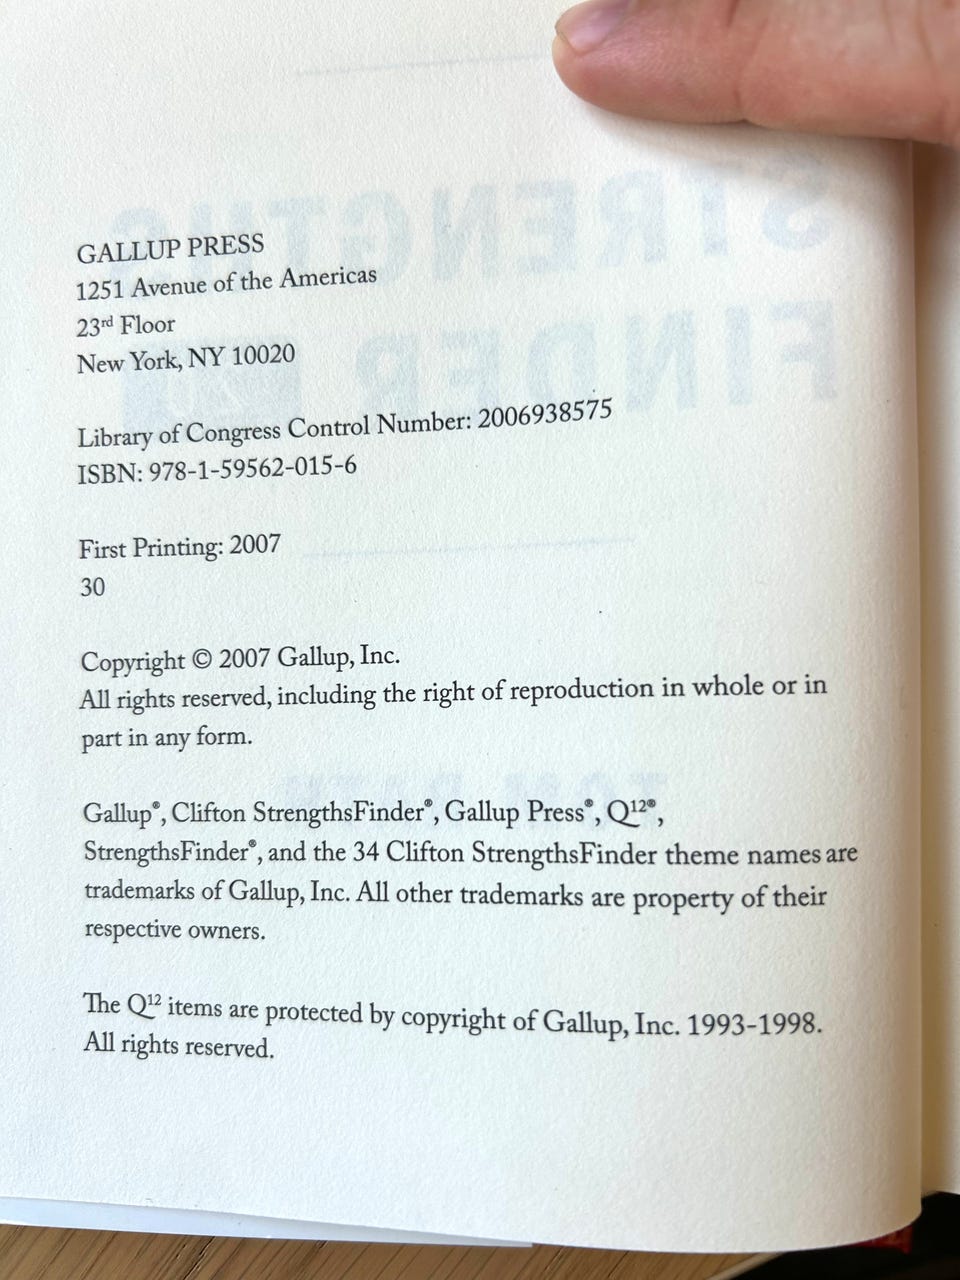 GALLUP PRESS
1251 Avenue of the Americas
23rd Floor
New York, NY 10020
Library of Congress Control Number: 2006938575
ISBN: 978-1-59562-015-6
First Printing: 2007
30
Copyright © 2007 Gallup, Inc.
All rights reserved, including the right of reproduction in whole or in
part in any form.
Gallup®, Clifton StrengthsFinder®, Gallup Press®, Q12®,
StrengthsFinder®, and the 34 Clifton StrengthsFinder theme names are
trademarks of Gallup, Inc. All other trademarks are property of their
respective owners.
The Q12 items are protected by copyright of Gallup, Inc. 1993-1998.
All rights reserved.